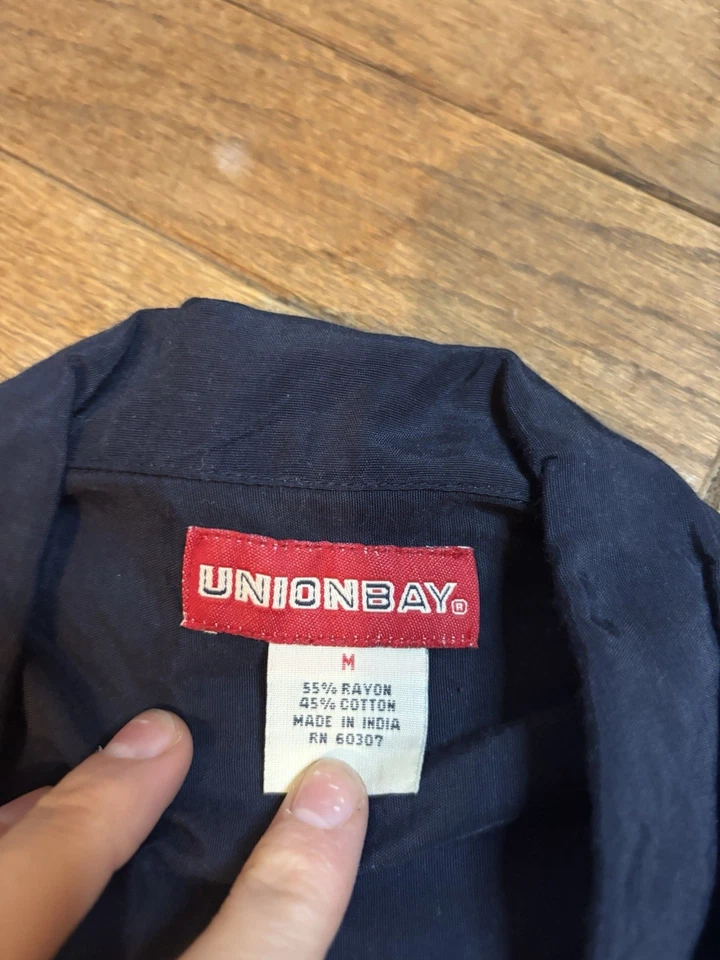 UNIONBAY®
M
55% RAYON
45% COTTON
MADE IN INDIA
RN 60307